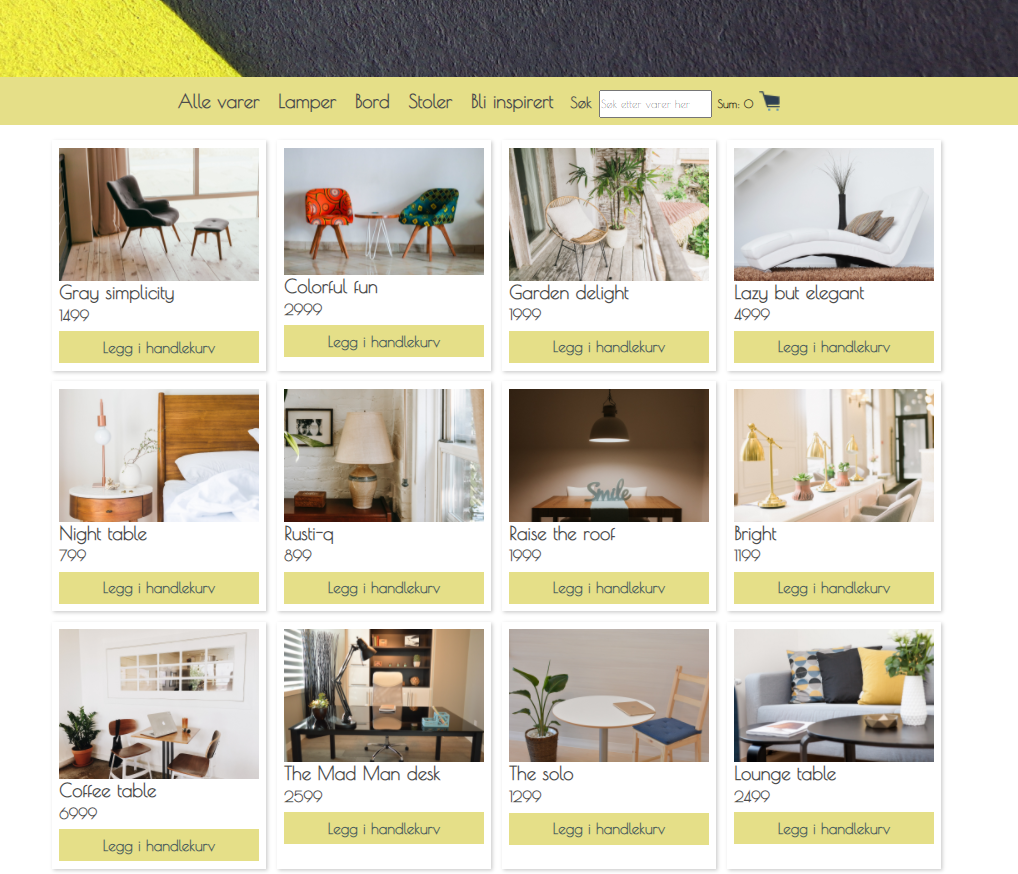 Alle varer Lamper Bord Stoler Bli inspirert Søk Søk etter varer her Sum: 0
Gray simplicity
1499
Legg i handlekurv
Colorful fun
2999
Legg i handlekurv
Garden delight
1999
Legg i handlekurv
Lazy but elegant
4999
Legg i handlekurv
Night table
799
Legg i handlekurv
Rusti-q
899
Legg i handlekurv
Smile
Raise the roof
1999
Legg i handlekurv
Bright
1199
Legg i handlekurv
Coffee table
6999
Legg i handlekurv
The Mad Man desk
2599
Legg i handlekurv
The solo
1299
Legg i handlekurv
Lounge table
2499
Legg i handlekurv